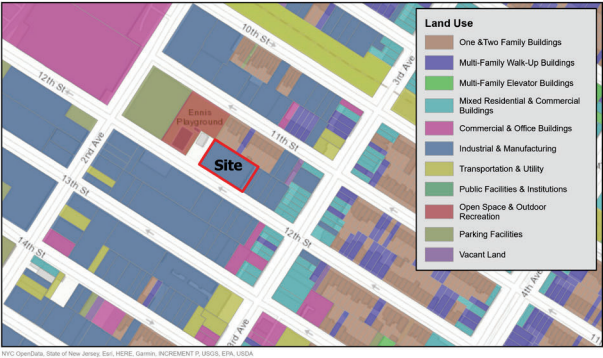 Land Use
One &Two Family Buildings
Multi-Family Walk-Up Buildings
Multi-Family Elevator Buildings
Mixed Residential & Commercial
Buildings
Commercial & Office Buildings
Industrial & Manufacturing
Transportation & Utility
Public Facilities & Institutions
Open Space & Outdoor
Recreation
Parking Facilities
Vacant Land
10th St
3rd Ave
12th St
Ennis
Playground
11th St
2nd Ave
Site
13th St
12th St
14th St
12th St
4th Ave
3rd Ave
11
NYC OpenData, State of New Jersey, Esri, HERE, Garmin, INCREMENT P, USGS, EPA, USDA